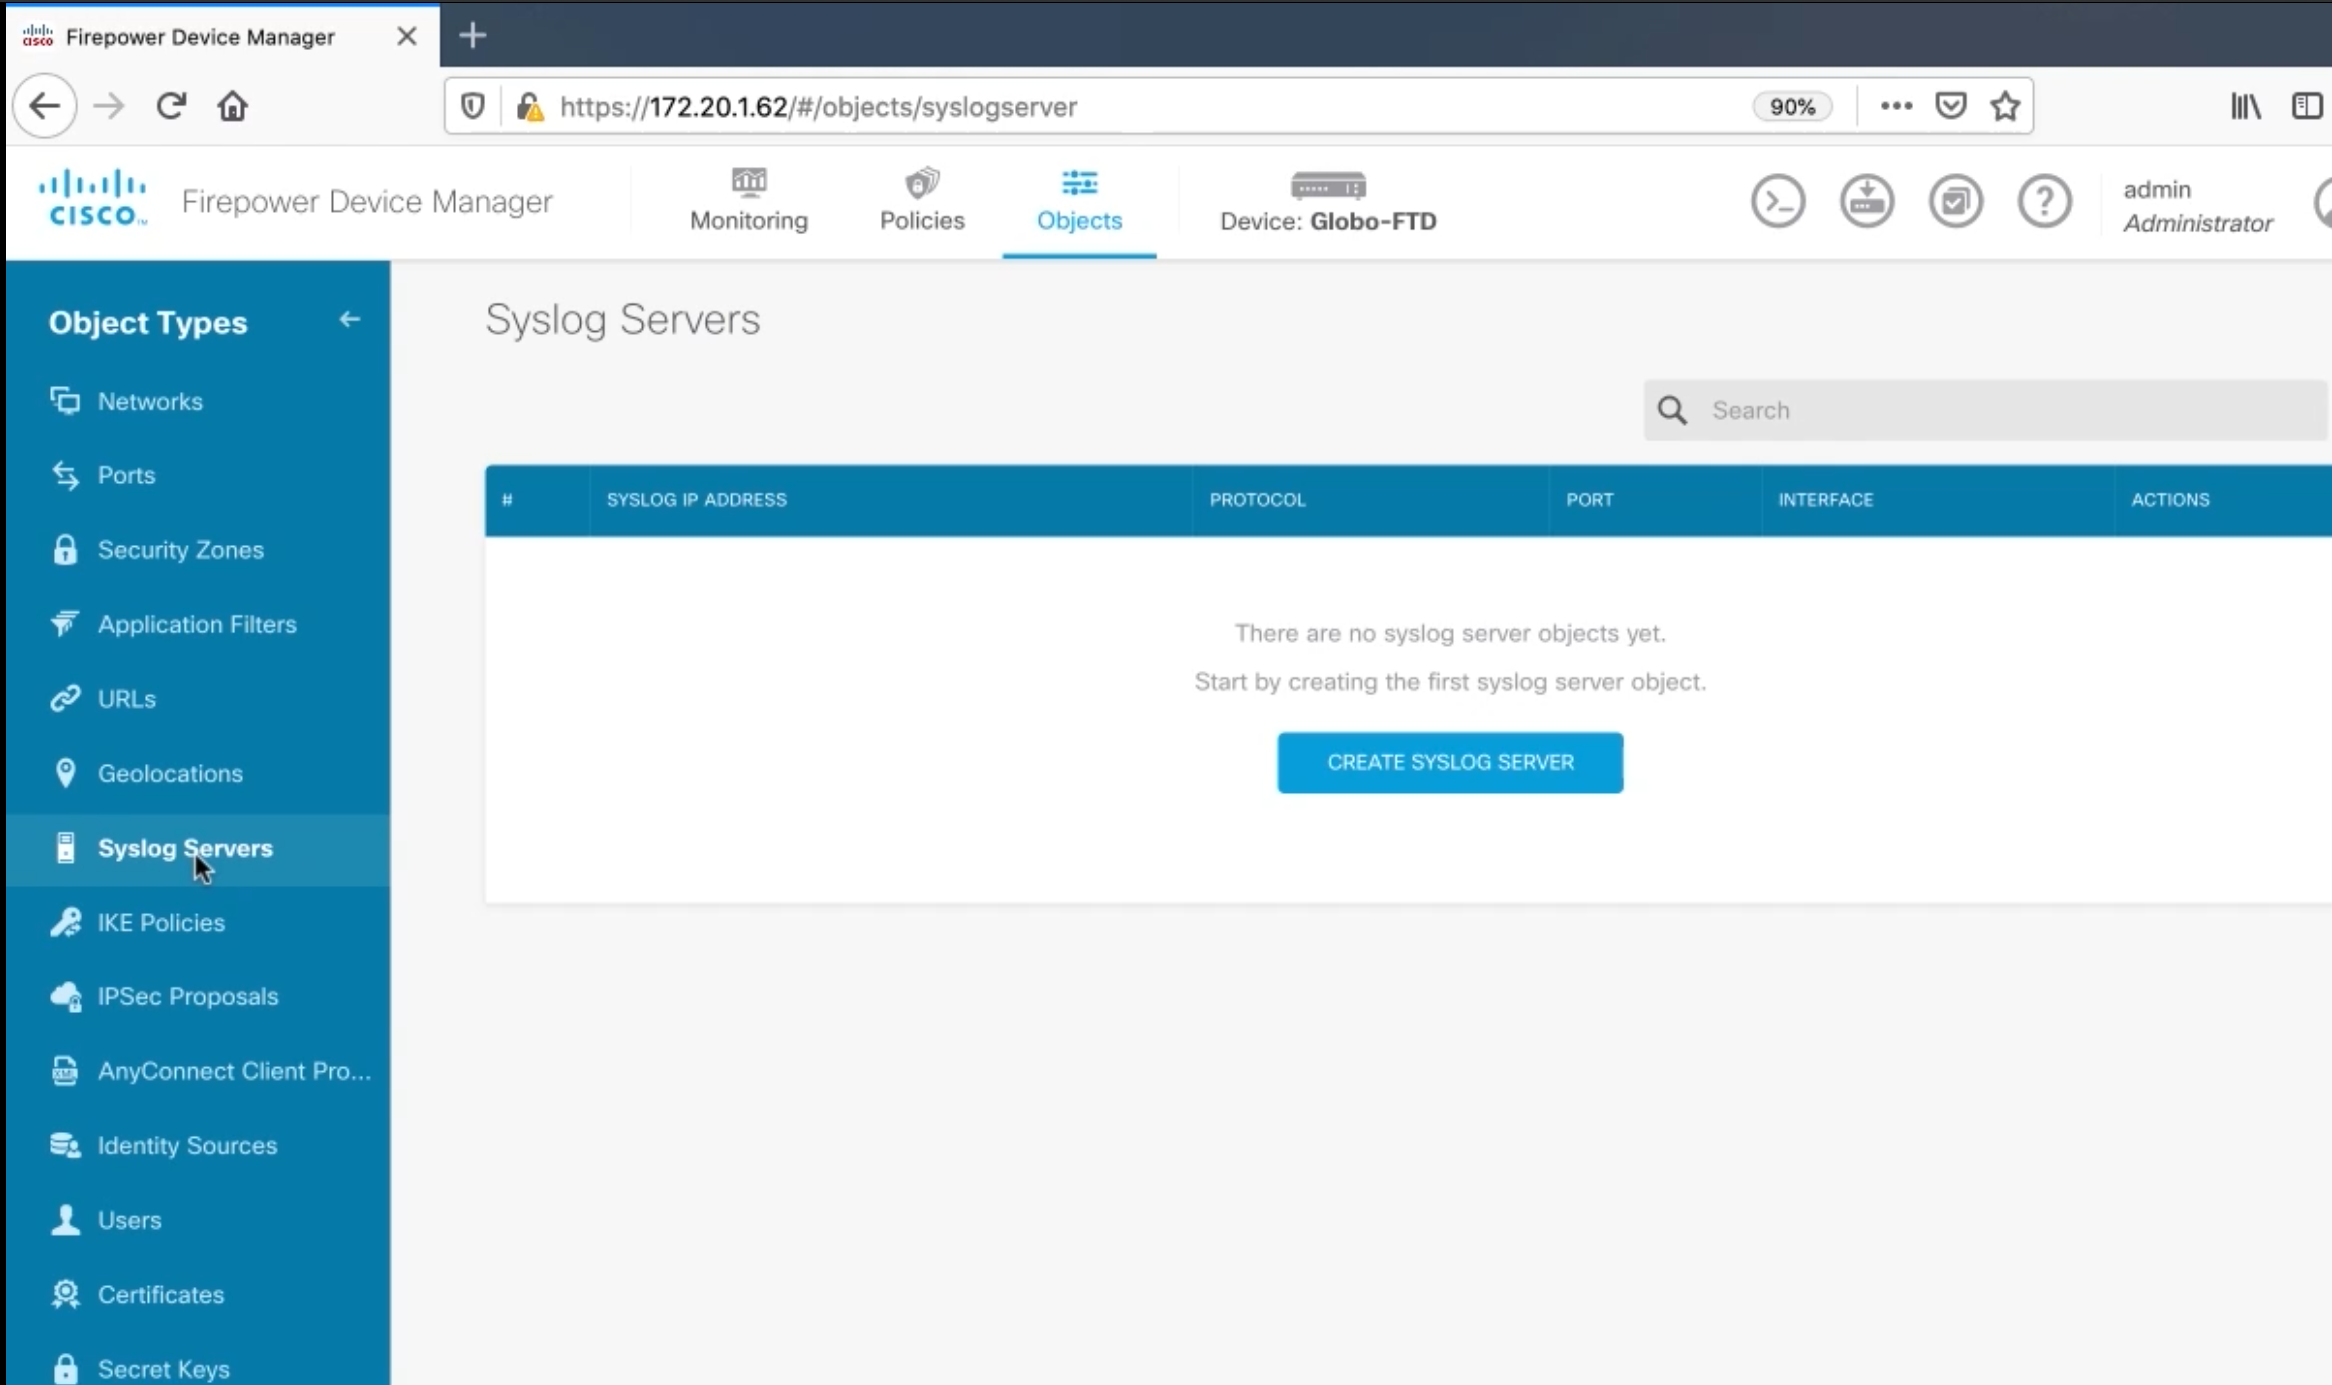 Firepower Device Manager
https://172.20.1.62/#/objects/syslogserver
90%
CISCO
Firepower Device Manager
Monitoring
Policies
Objects
Device: Globo-FTD
admin
Administrator
Object Types
Networks
Ports
Security Zones
Application Filters
URLs
Geolocations
Syslog Servers
IKE Policies
IPSec Proposals
AnyConnect Client Pro...
Identity Sources
Users
Certificates
Secret Keys
Syslog Servers
Search
# SYSLOG IP ADDRESS PROTOCOL PORT INTERFACE ACTIONS
There are no syslog server objects yet.
Start by creating the first syslog server object.
CREATE SYSLOG SERVER